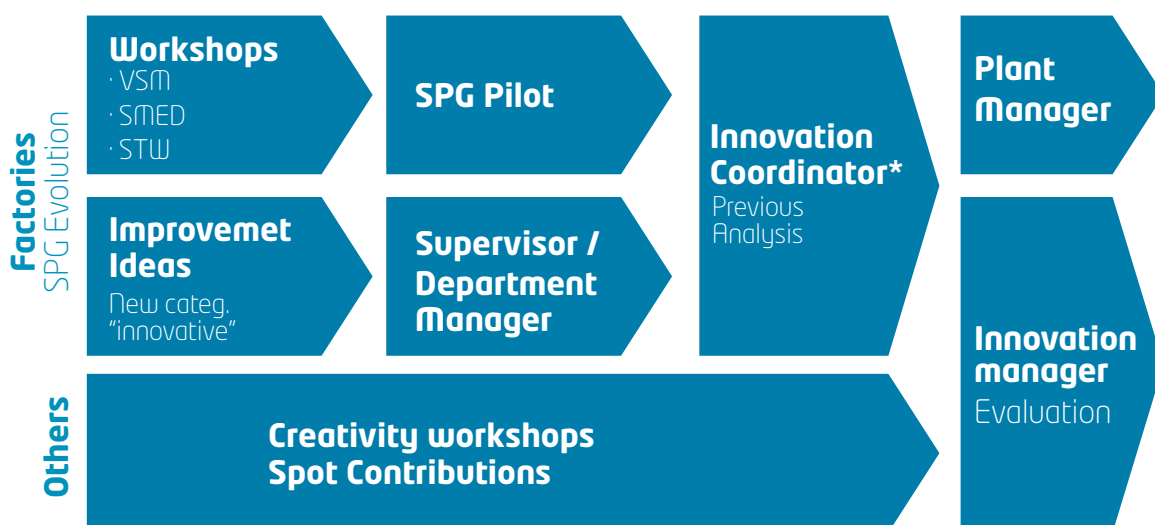 Factories
SPG Evolution
Workshops
· VSM
· SMED
· STW
SPG Pilot
Innovation
Coordinator*
Previous
Analysis
Plant
Manager
Improvemet
Ideas
New categ.
“innovative”
Supervisor /
Department
Manager
Innovation
manager
Evaluation
Others
Creativity workshops
Spot Contributions